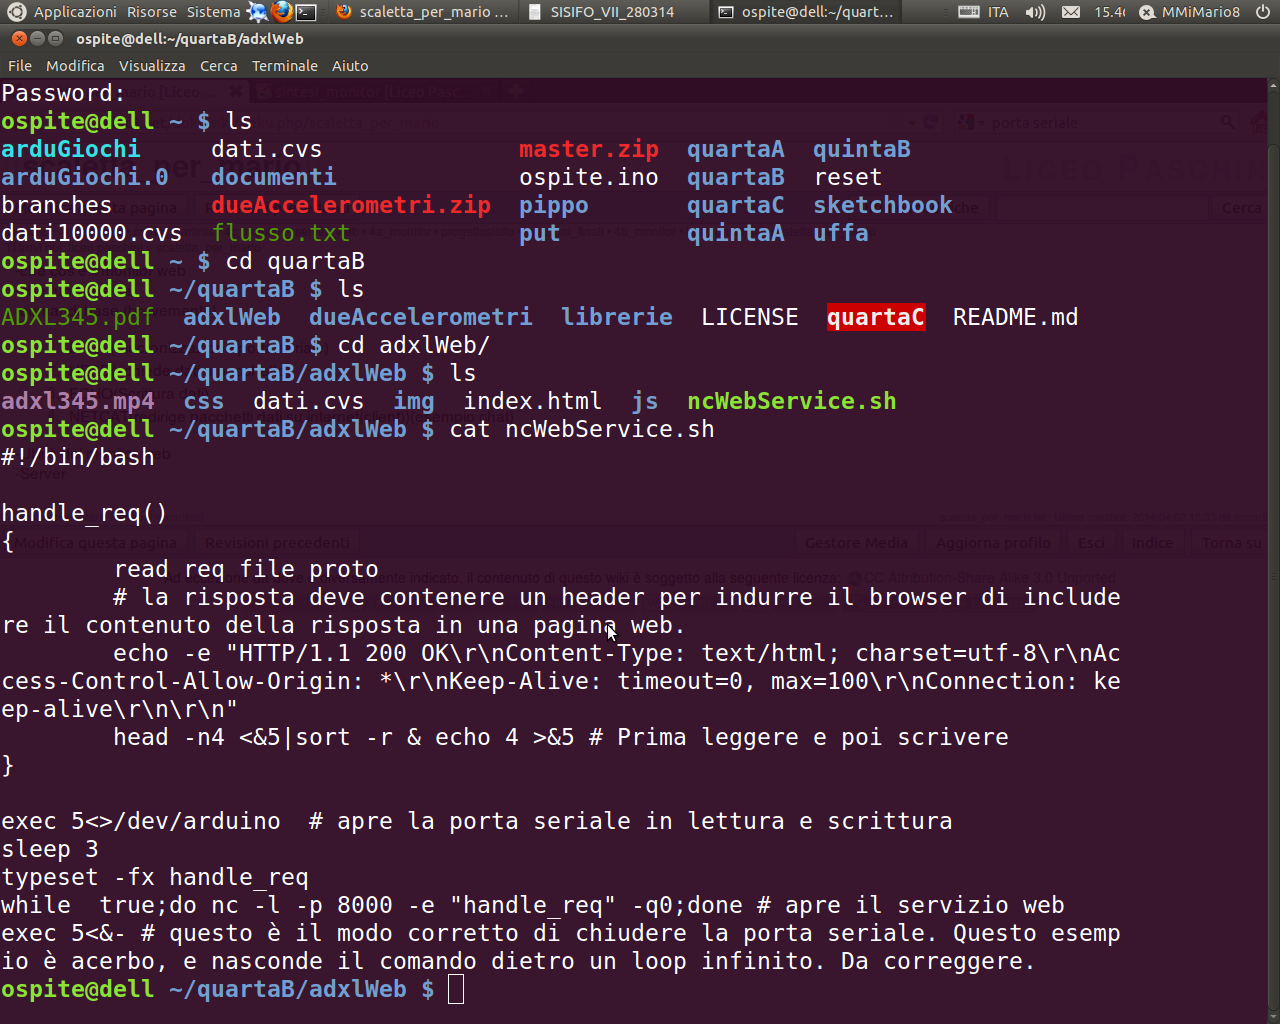 Applicazioni Risorse Sistema scaletta_per_mario ... SISIFO_VII_280314 ospite@dell:~/quart... ITA 15.46 MMiMario8
ospite@dell:~/quartaB/adxlWeb
File Modifica Visualizza Cerca Terminale Aiuto
Password:
ospite@dell ~ $ ls
arduGiochi dati.cvs master.zip quartaA quintaB
arduGiochi.0 documenti ospite.ino quartaB reset
branches dueAccelerometri.zip pippo quartaC sketchbook
dati10000.cvs flusso.txt put quintaA uffa
ospite@dell ~ $ cd quartaB
ospite@dell ~/quartaB $ ls
ADXL345.pdf adxlWeb dueAccelerometri librerie LICENSE quartaC README.md
ospite@dell ~/quartaB $ cd adxlWeb/
ospite@dell ~/quartaB/adxlWeb $ ls
adxl345.mp4 css dati.cvs img index.html js ncWebService.sh
ospite@dell ~/quartaB/adxlWeb $ cat ncWebService.sh
#!/bin/bash
handle_req()
{
read req file proto
# la risposta deve contenere un header per indurre il browser di include
re il contenuto della risposta in una pagina web.
echo -e "HTTP/1.1 200 OK\r\nContent-Type: text/html; charset=utf-8\r\nAc
cess-Control-Allow-Origin: *\r\nKeep-Alive: timeout=0, max=100\r\nConnection: ke
ep-alive\r\n\r\n"
head -n4 <&5|sort -r & echo 4 >&5 # Prima leggere e poi scrivere
}
exec 5<>/dev/arduino # apre la porta seriale in lettura e scrittura
sleep 3
typeset -fx handle_req
while true;do nc -l -p 8000 -e "handle_req" -q0;done # apre il servizio web
exec 5<&- # questo è il modo corretto di chiudere la porta seriale. Questo esemp
io è acerbo, e nasconde il comando dietro un loop infinito. Da correggere.
ospite@dell ~/quartaB/adxlWeb $